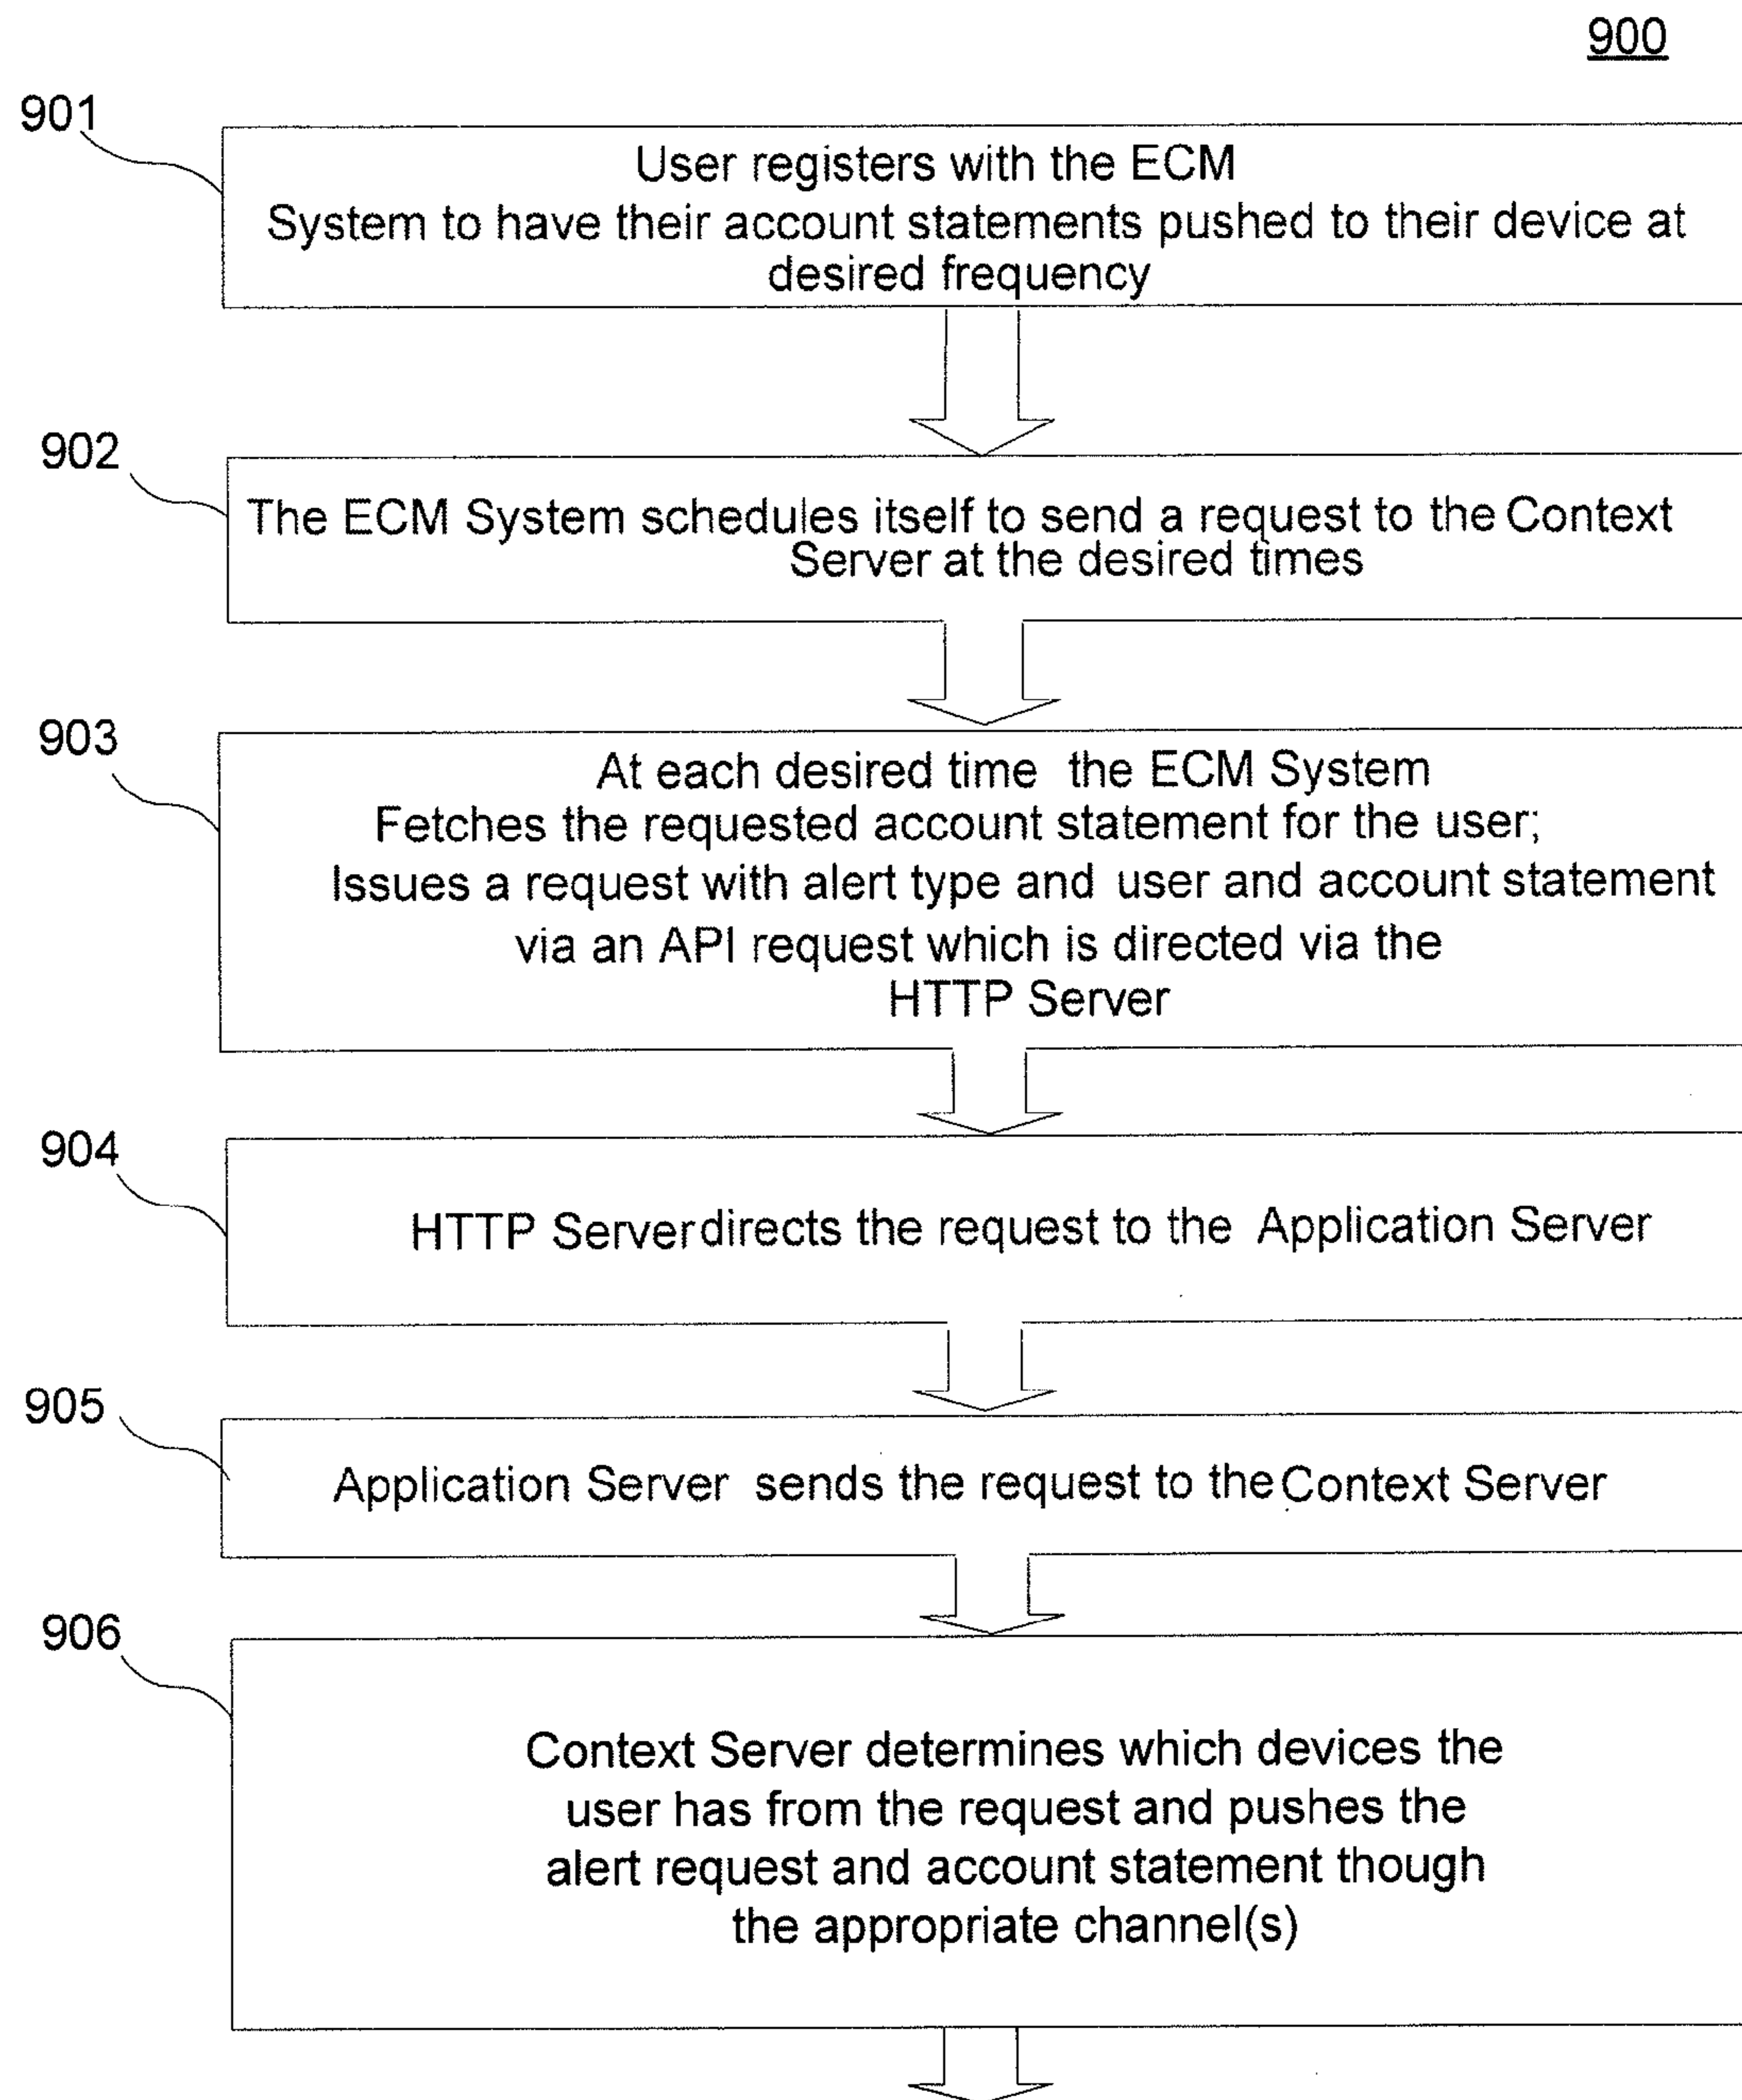 900
901
User registers with the ECM
System to have their account statements pushed to their device at
desired frequency
902
The ECM System schedules itself to send a request to the Context
Server at the desired times
903
At each desired time the ECM System
Fetches the requested account statement for the user;
Issues a request with alert type and user and account statement
via an API request which is directed via the
HTTP Server
904
HTTP Server directs the request to the Application Server
905
Application Server sends the request to the Context Server
906
Context Server determines which devices the
user has from the request and pushes the
alert request and account statement though
the appropriate channel(s)